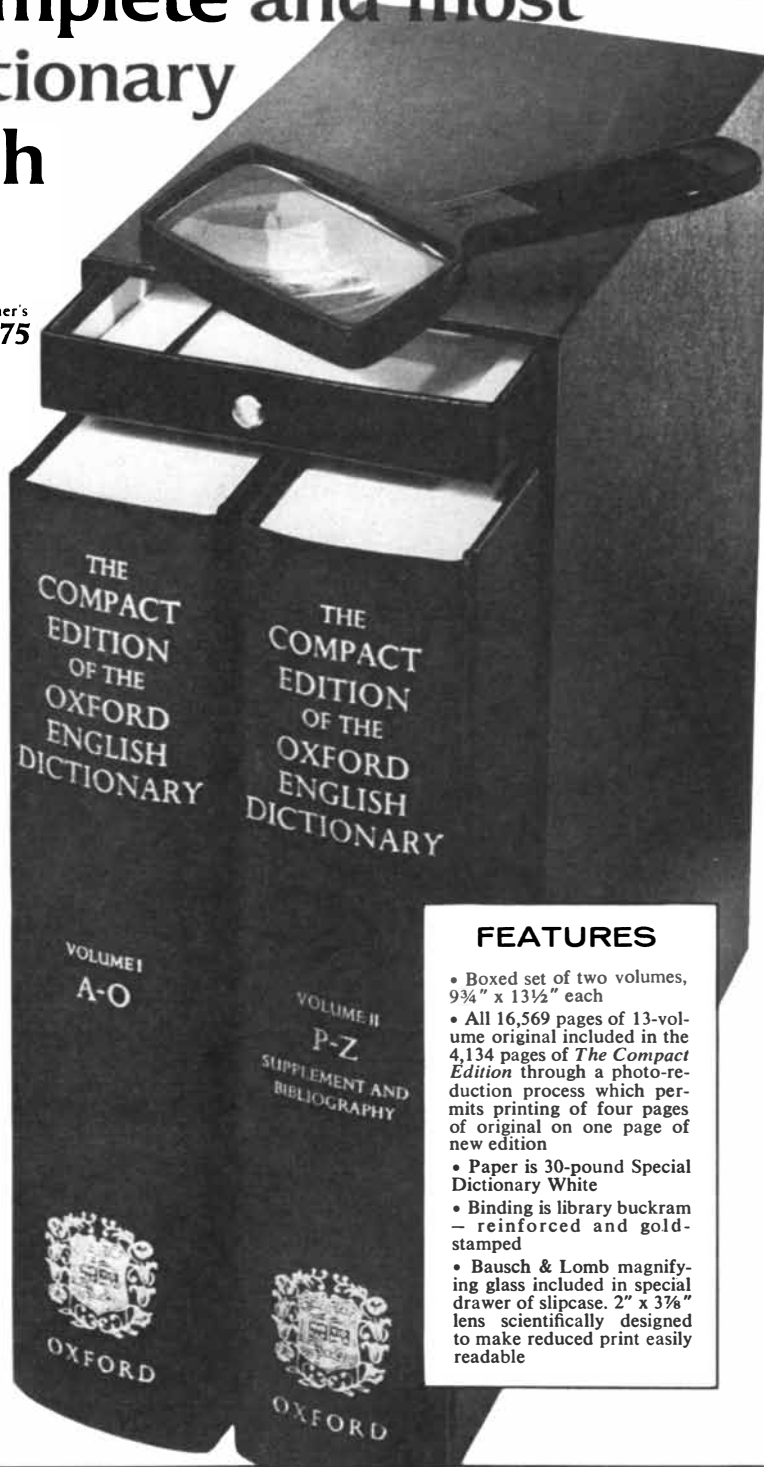 and most
tionary
h
75
THE
COMPACT
EDITION
OF THE
OXFORD
ENGLISH
DICTIONARY
VOLUME I
A-O
OXFORD
THE
COMPACT
EDITION
OF THE
OXFORD
ENGLISH
DICTIONARY
VOLUME II
P-Z
SUPPLEMENT AND
BIBLIOGRAPHY
OXFORD
FEATURES
• Boxed set of two volumes,
9¾" x 13½" each
• All 16,569 pages of 13-vol-
ume original included in the
4,134 pages of The Compact
Edition through a photo-re-
duction process which per-
mits printing of four pages
of original on one page of
new edition
• Paper is 30-pound Special
Dictionary White
• Binding is library buckram
— reinforced and gold-
stamped
• Bausch & Lomb magnify-
ing glass included in special
drawer of slipcase. 2" x 3⅞"
lens scientifically designed
to make reduced print easily
readable